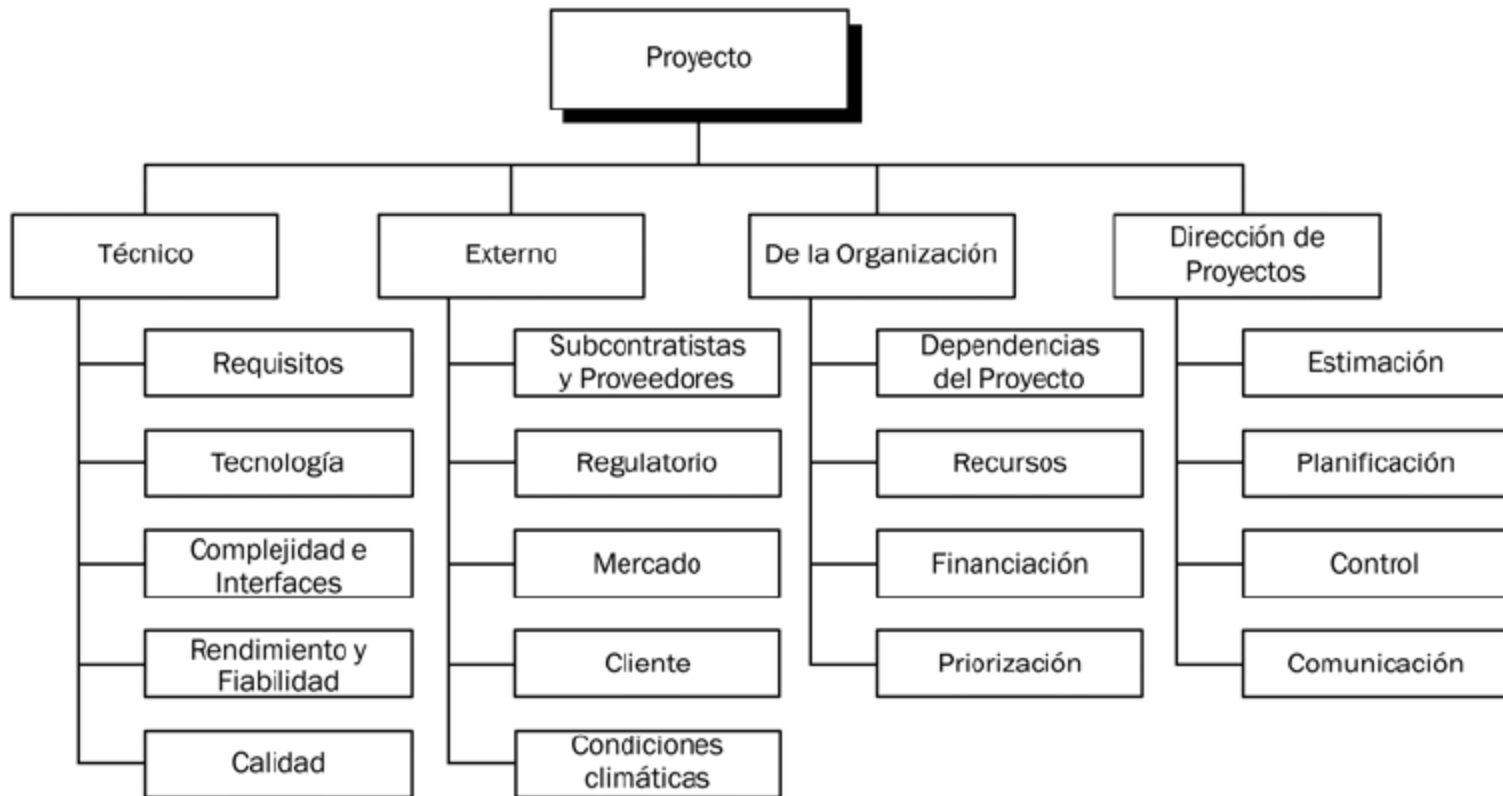 Proyecto
Técnico
Externo
De la Organización
Dirección de
Proyectos
Requisitos
Tecnología
Complejidad e
Interfaces
Rendimiento y
Fiabilidad
Calidad
Subcontratistas
y Proveedores
Regulatorio
Mercado
Cliente
Condiciones
climáticas
Dependencias
del Proyecto
Recursos
Financiación
Priorización
Estimación
Planificación
Control
Comunicación